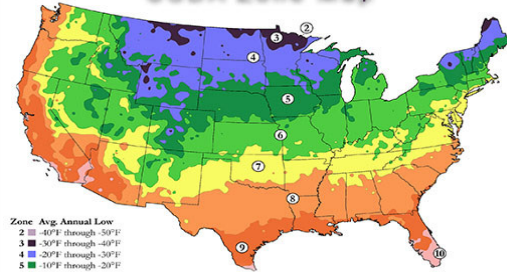 2
3
4
5
6
7
8
9
10
Zone Avg. Annual Low
2 -40°F through -50°F
3 -30°F through -40°F
4 -20°F through -30°F
5 -10°F through -20°F